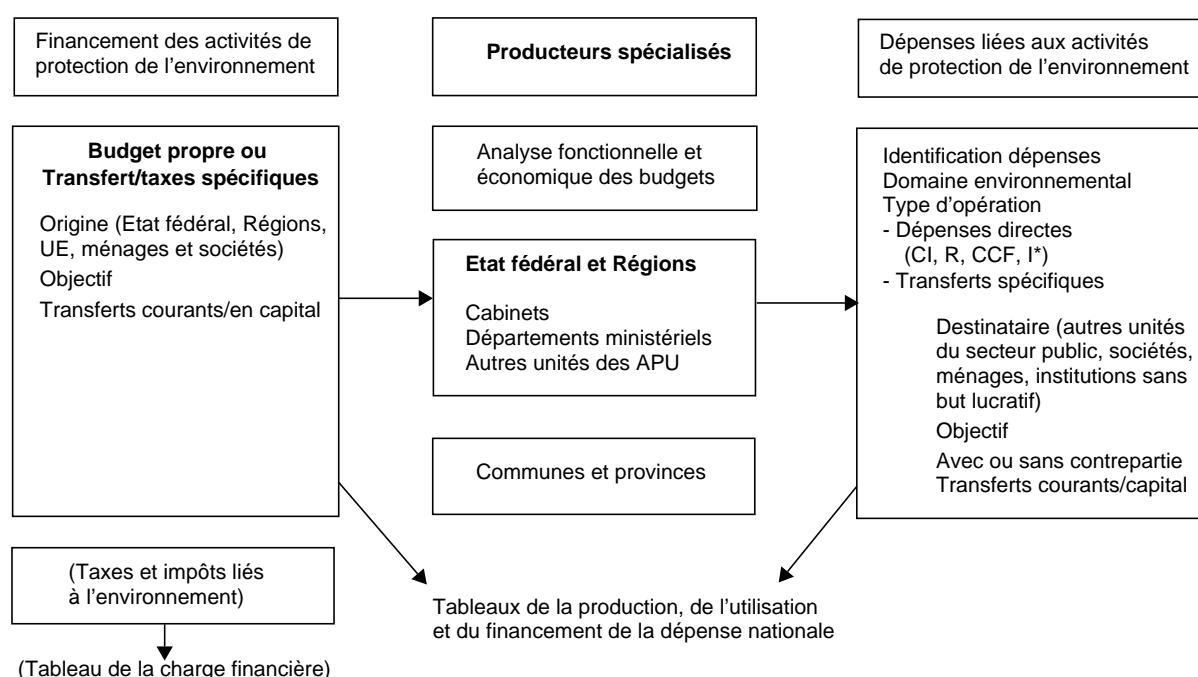 Financement des activités de
protection de l'environnement
Producteurs spécialisés
Dépenses liées aux activités
de protection de l'environnement
Budget propre ou
Transfert/taxes spécifiques
Origine (Etat fédéral, Régions,
UE, ménages et sociétés)
Objectif
Transferts courants/en capital
Analyse fonctionnelle et
économique des budgets
Etat fédéral et Régions
Cabinets
Départements ministériels
Autres unités des APU
Communes et provinces
Identification dépenses
Domaine environnemental
Type d'opération
- Dépenses directes
(CI, R, CCF, I*)
- Transferts spécifiques
Destinataire (autres unités
du secteur public, sociétés,
ménages, institutions sans
but lucratif)
Objectif
Avec ou sans contrepartie
Transferts courants/capital
(Taxes et impôts liés
à l'environnement)
(Tableau de la charge financière)
Tableaux de la production, de l'utilisation
et du financement de la dépense nationale